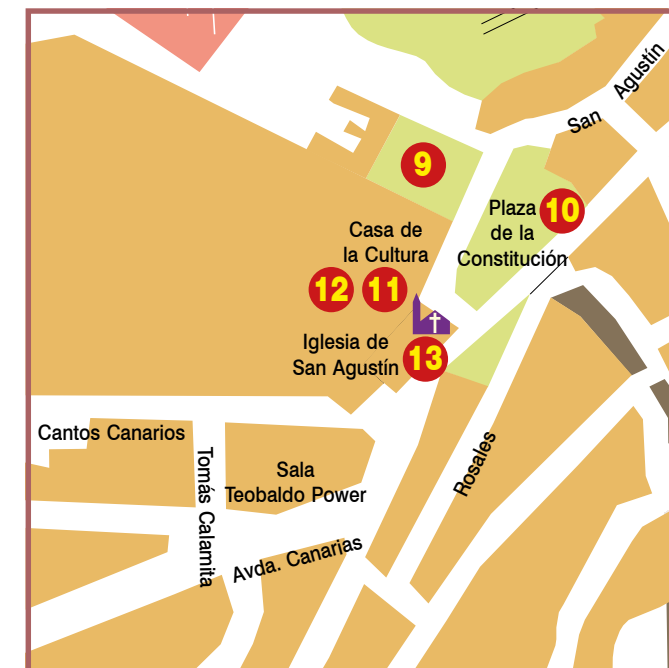 San Agustín
9
Plaza
de la
Constitución
10
Casa de
la Cultura
12
11
Iglesia de
San Agustín
13
Cantos Canarios
Tomás Calamita
Sala
Teobaldo Power
Rosales
Avda. Canarias